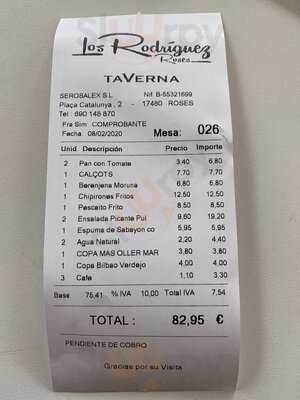 Los Rodríguez
Roses
TAVERNA
SEROSALEX S.L. Nif B-55321699
Plaça Catalunya , 2 - 17480 ROSES
Tel : 690 148 870
Fra Sim: COMPROBANTE
Fecha: 08/02/2020 Mesa: 026
Unid. Descripción Precio Importe
2 Pan con Tomate 3,40 6,80
1 CALÇOTS 7,70 7,70
1 Berenjena Moruna 6,80 6,80
1 Chipirones Fritos 12,50 12,50
1 Pescaito Frito 8,50 8,50
2 Ensalada Picante Pul 9,60 19,20
1 Espuma de Sabayon co 5,95 5,95
2 Agua Natural 2,20 4,40
1 COPA MAS OLLER MAR 3,80 3,80
1 Copa Bilbao Verdejo 4,00 4,00
3 Cafe 1,10 3,30
Base 75,41 % IVA 10,00 Total IVA 7,54
TOTAL : 82,95 €
PENDIENTE DE COBRO
Gracias por su Visita